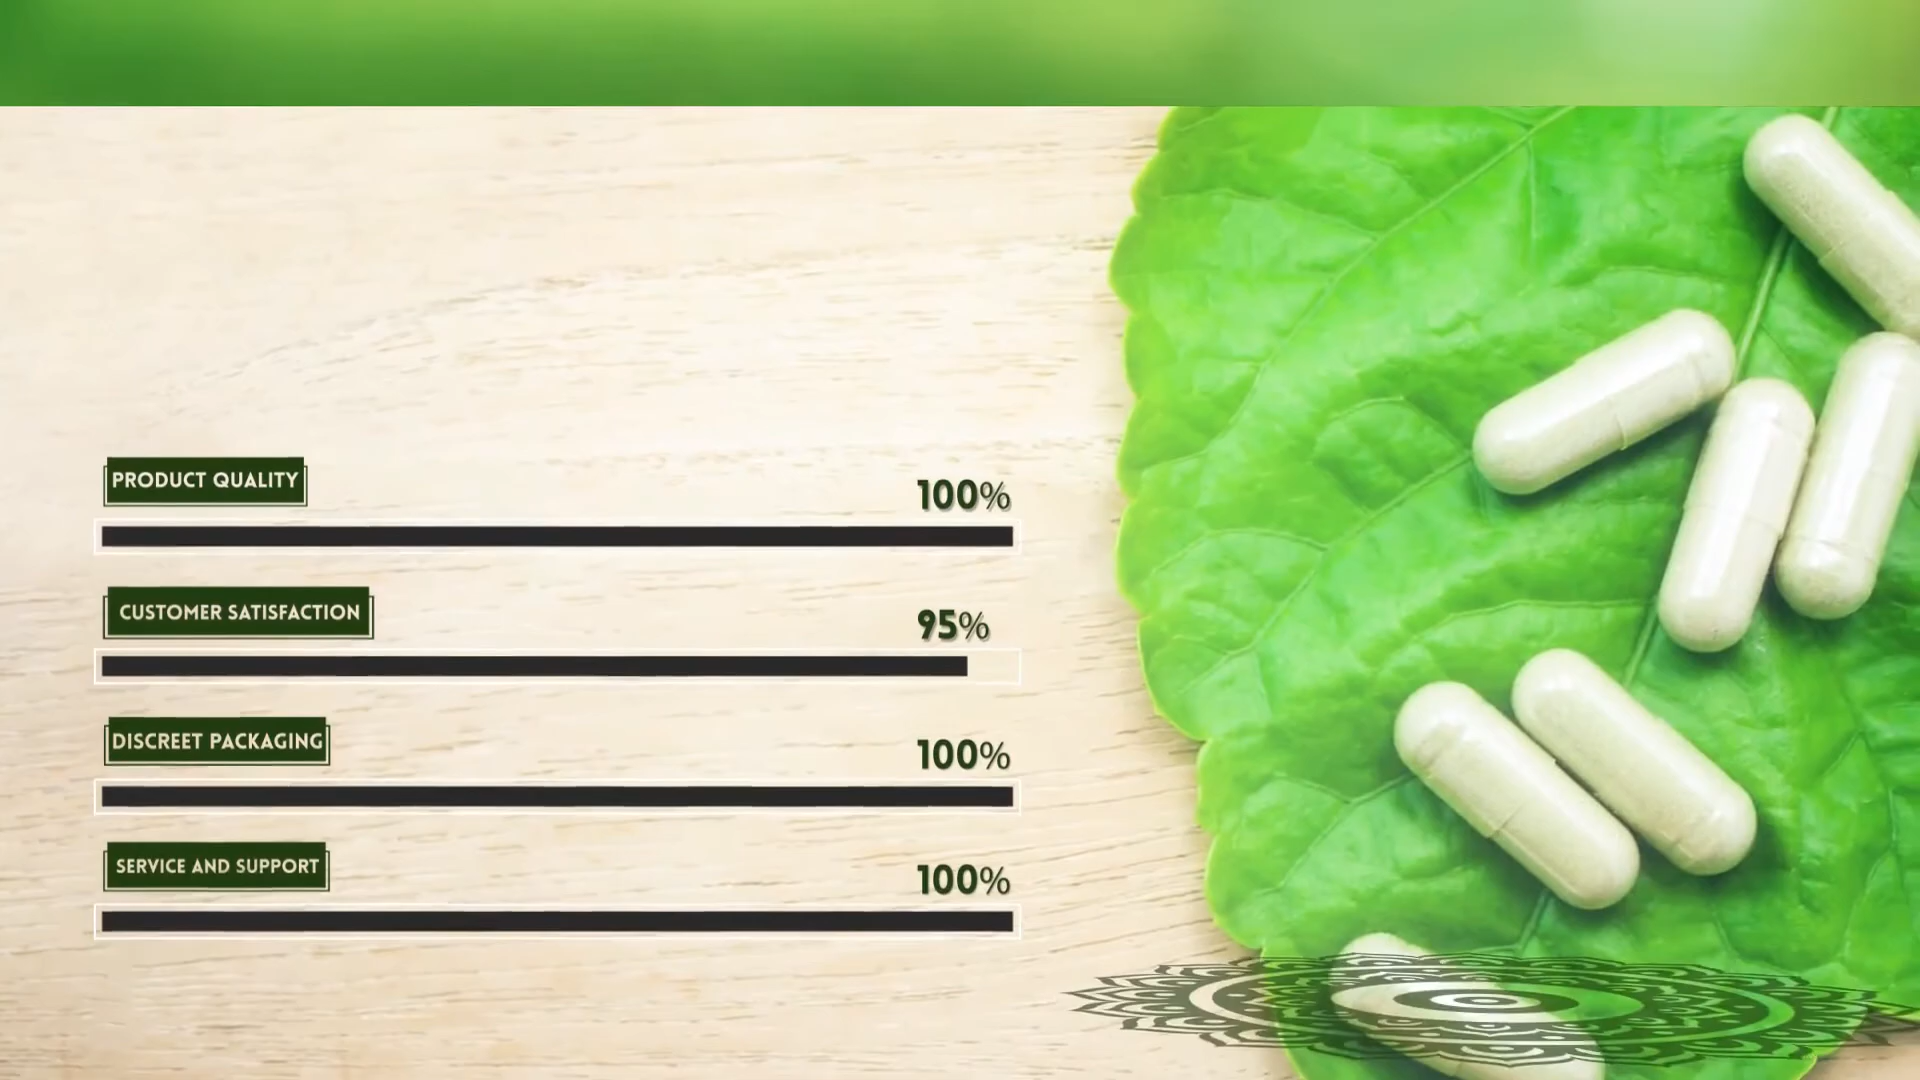 PRODUCT QUALITY
100%
CUSTOMER SATISFACTION
95%
DISCREET PACKAGING
100%
SERVICE AND SUPPORT
100%